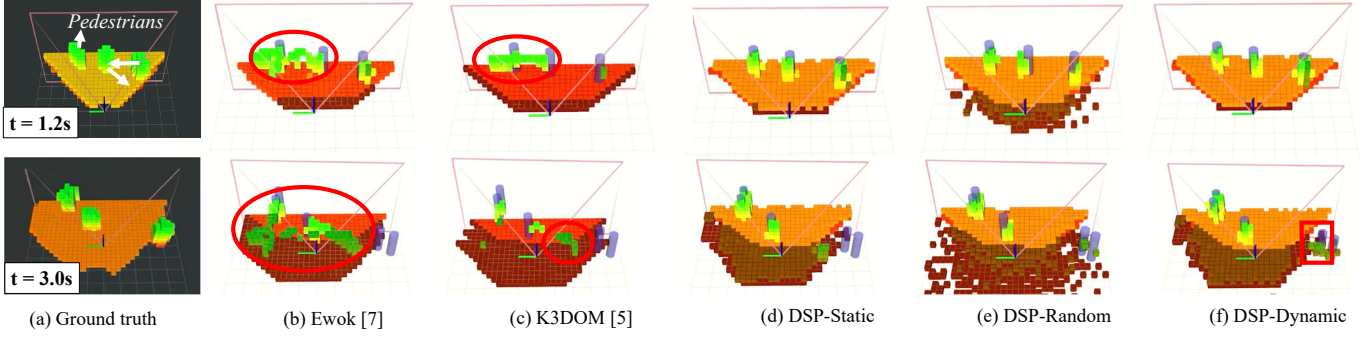 Pedestrians
t = 1.2s
t = 3.0s
(a) Ground truth
(b) Ewok [7]
(c) K3DOM [5]
(d) DSP-Static
(e) DSP-Random
(f) DSP-Dynamic